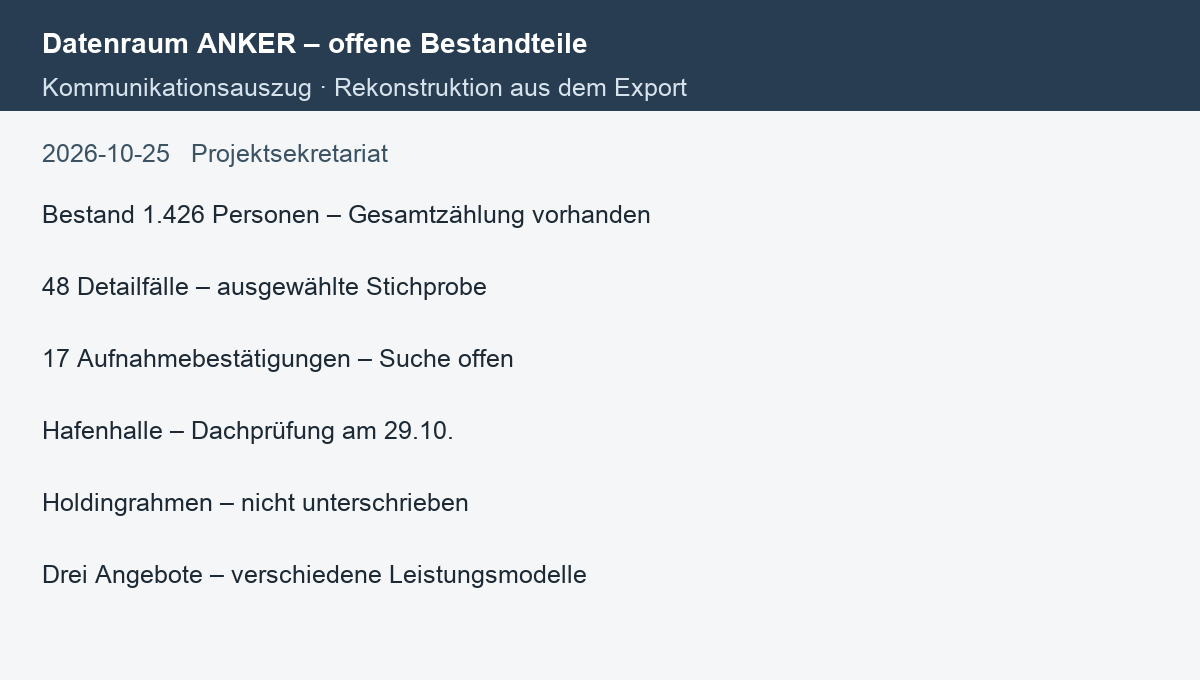 Datenraum ANKER – offene Bestandteile
Kommunikationsauszug · Rekonstruktion aus dem Export
2026-10-25 Projektsekretariat
Bestand 1.426 Personen – Gesamtzählung vorhanden
48 Detailfälle – ausgewählte Stichprobe
17 Aufnahmebestätigungen – Suche offen
Hafenhalle – Dachprüfung am 29.10.
Holdingrahmen – nicht unterschrieben
Drei Angebote – verschiedene Leistungsmodelle